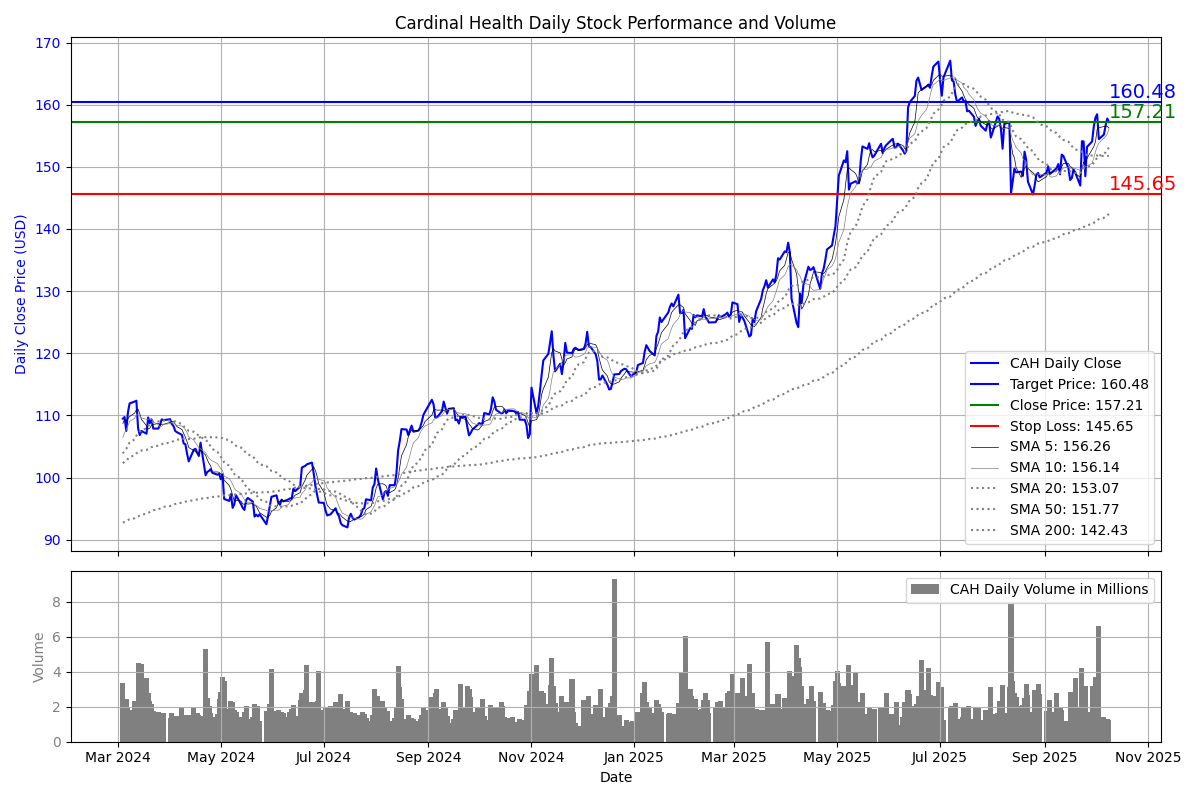 Cardinal Health Daily Stock Performance and Volume
170
160
150
140
130
120
110
100
90
Daily Close Price (USD)
160.48
157.21
145.65
CAH Daily Close
Target Price: 160.48
Close Price: 157.21
Stop Loss: 145.65
SMA 5: 156.26
SMA 10: 156.14
SMA 20: 153.07
SMA 50: 151.77
SMA 200: 142.43
CAH Daily Volume in Millions
8
6
4
2
0
Volume
Mar 2024 May 2024 Jul 2024 Sep 2024 Nov 2024 Jan 2025 Mar 2025 May 2025 Jul 2025 Sep 2025 Nov 2025
Date